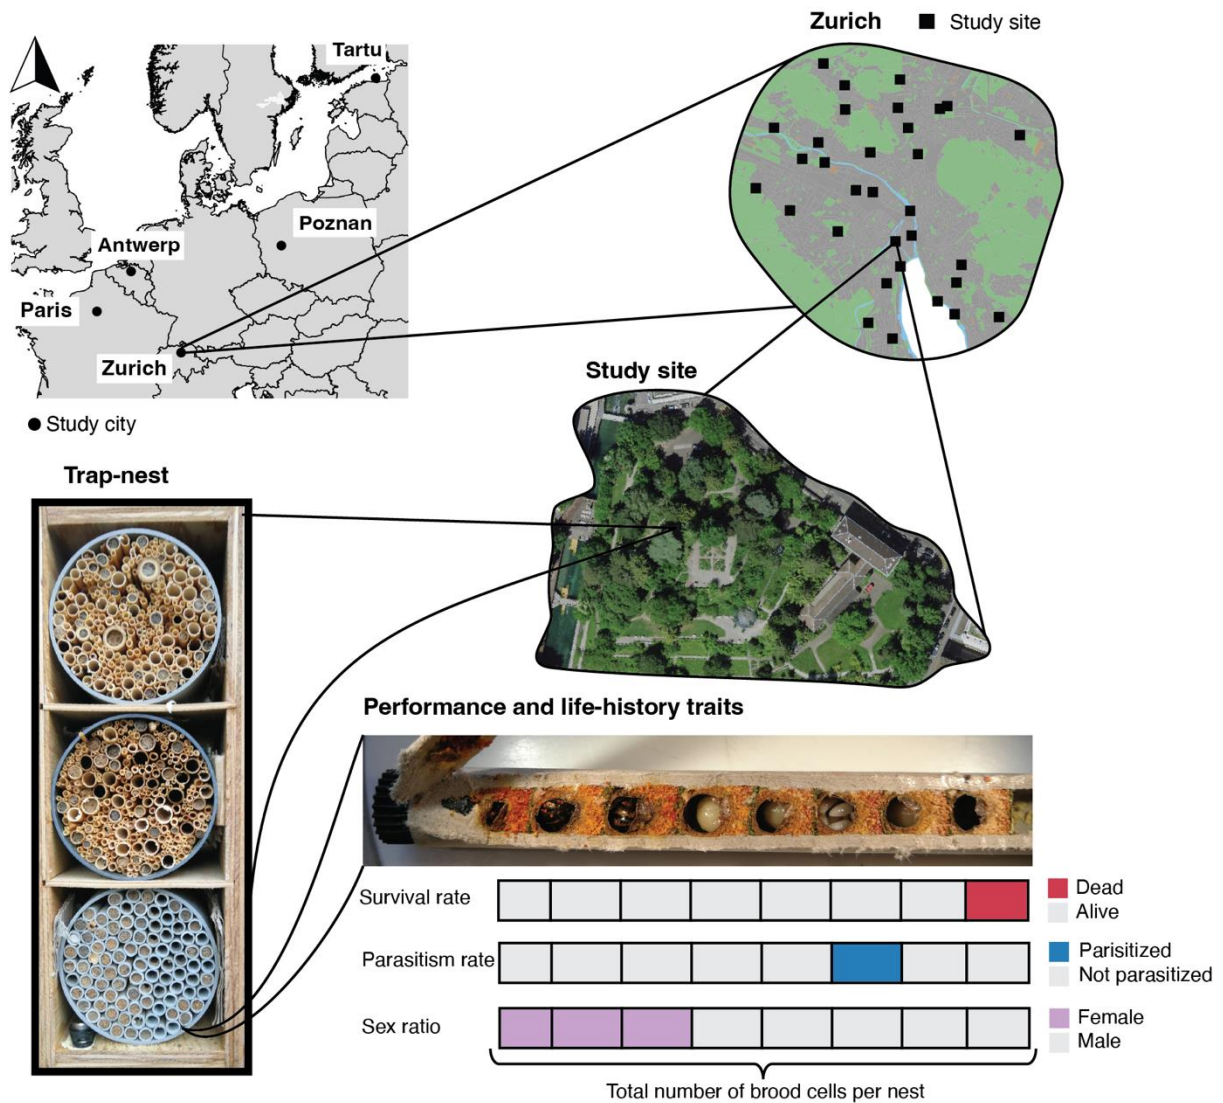 Zurich
Study site
Tartu
Poznan
Antwerp
Paris
Zurich
Study city
Study site
Trap-nest
Performance and life-history traits
Survival rate
Dead
Alive
Parasitism rate
Parisitized
Not parasitized
Sex ratio
Female
Male
Total number of brood cells per nest